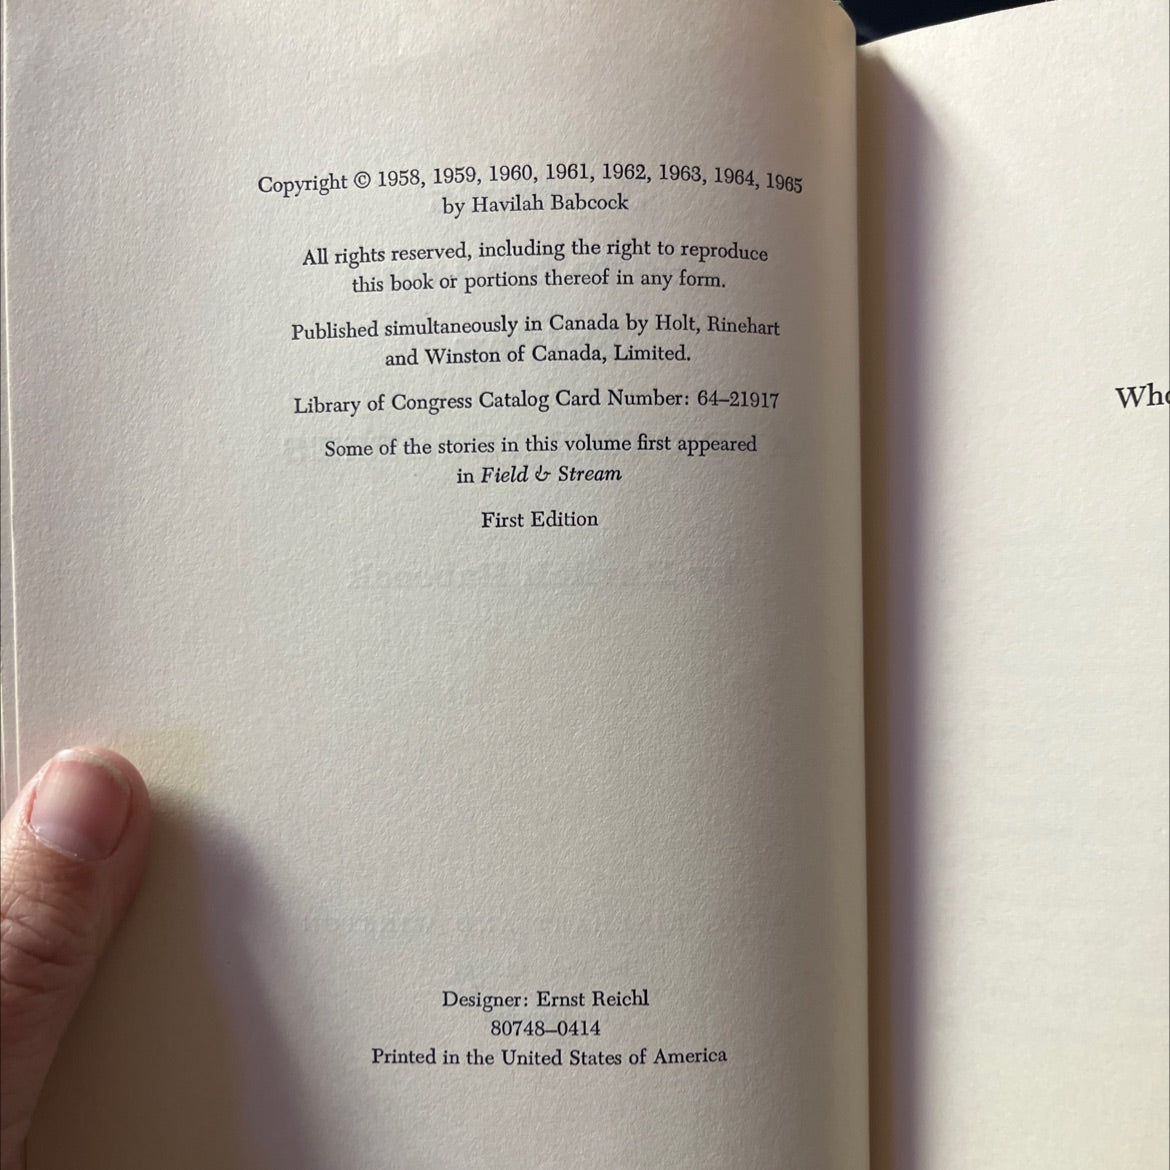 Copyright © 1958, 1959, 1960, 1961, 1962, 1963, 1964, 1965
by Havilah Babcock
All rights reserved, including the right to reproduce
this book or portions thereof in any form.
Published simultaneously in Canada by Holt, Rinehart
and Winston of Canada, Limited.
Library of Congress Catalog Card Number: 64–21917
Some of the stories in this volume first appeared
in Field & Stream
First Edition
Designer: Ernst Reichl
80748–0414
Printed in the United States of America